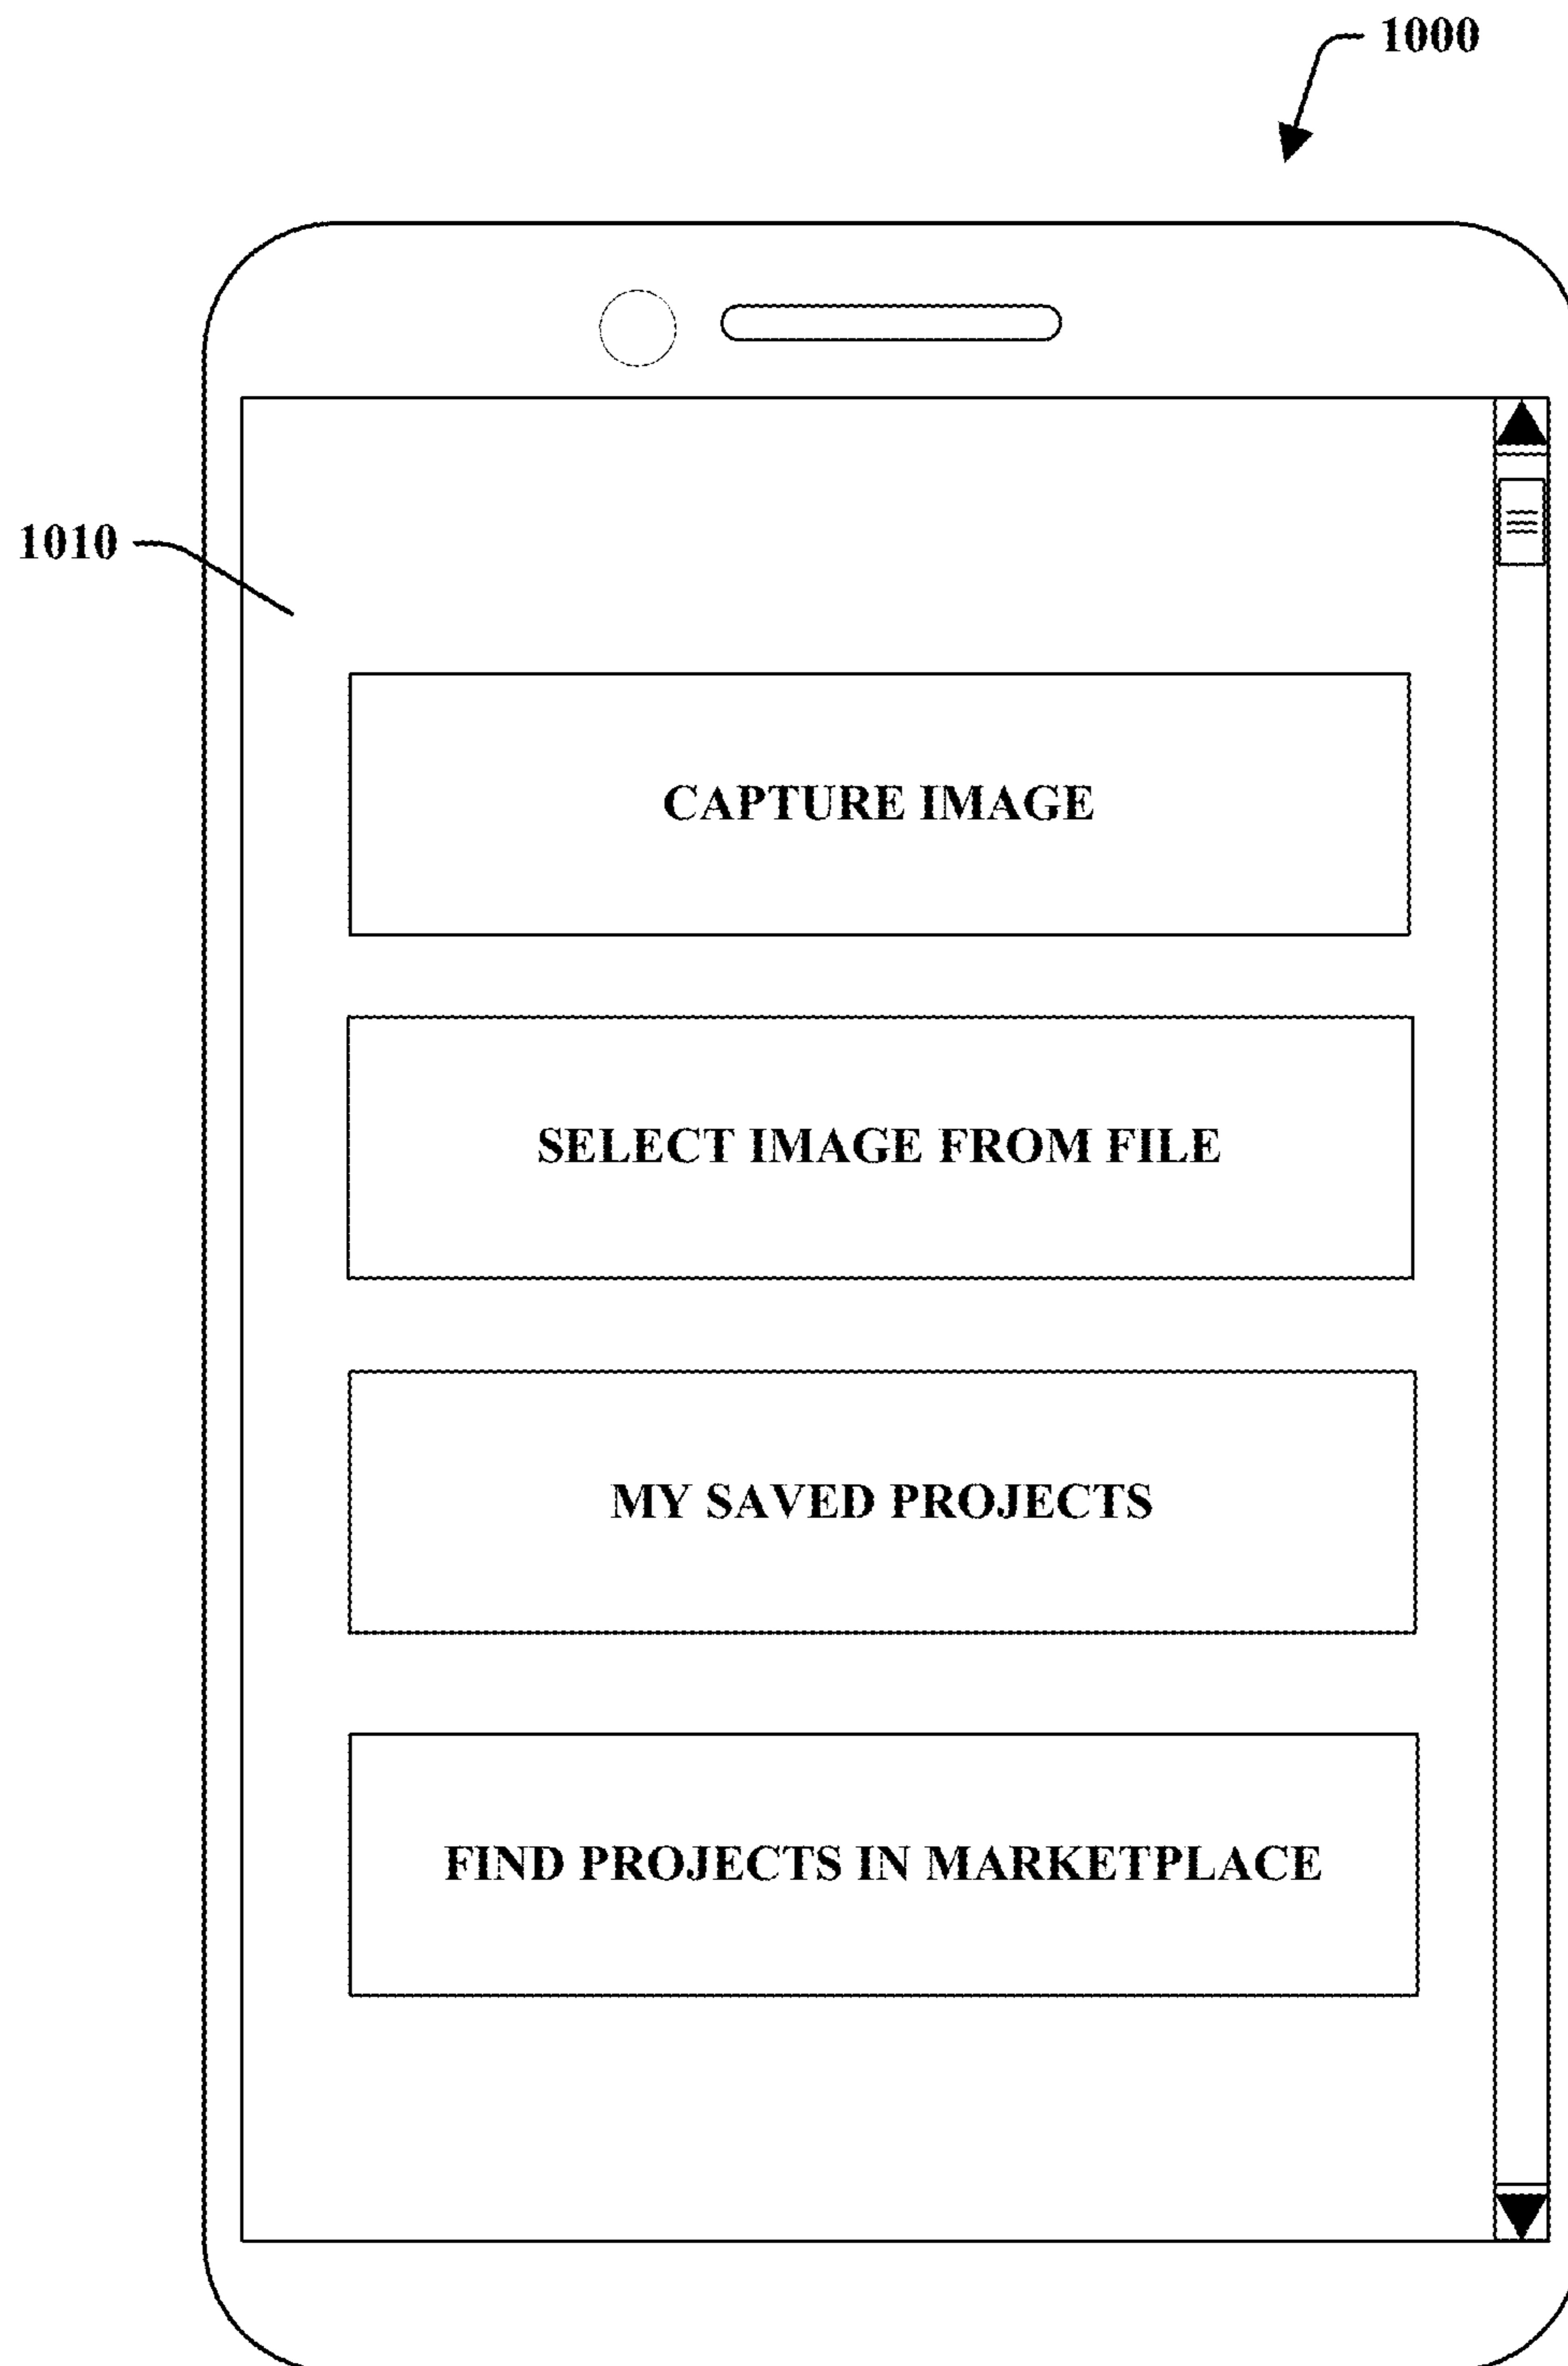 1000
1010
CAPTURE IMAGE
SELECT IMAGE FROM FILE
MY SAVED PROJECTS
FIND PROJECTS IN MARKETPLACE